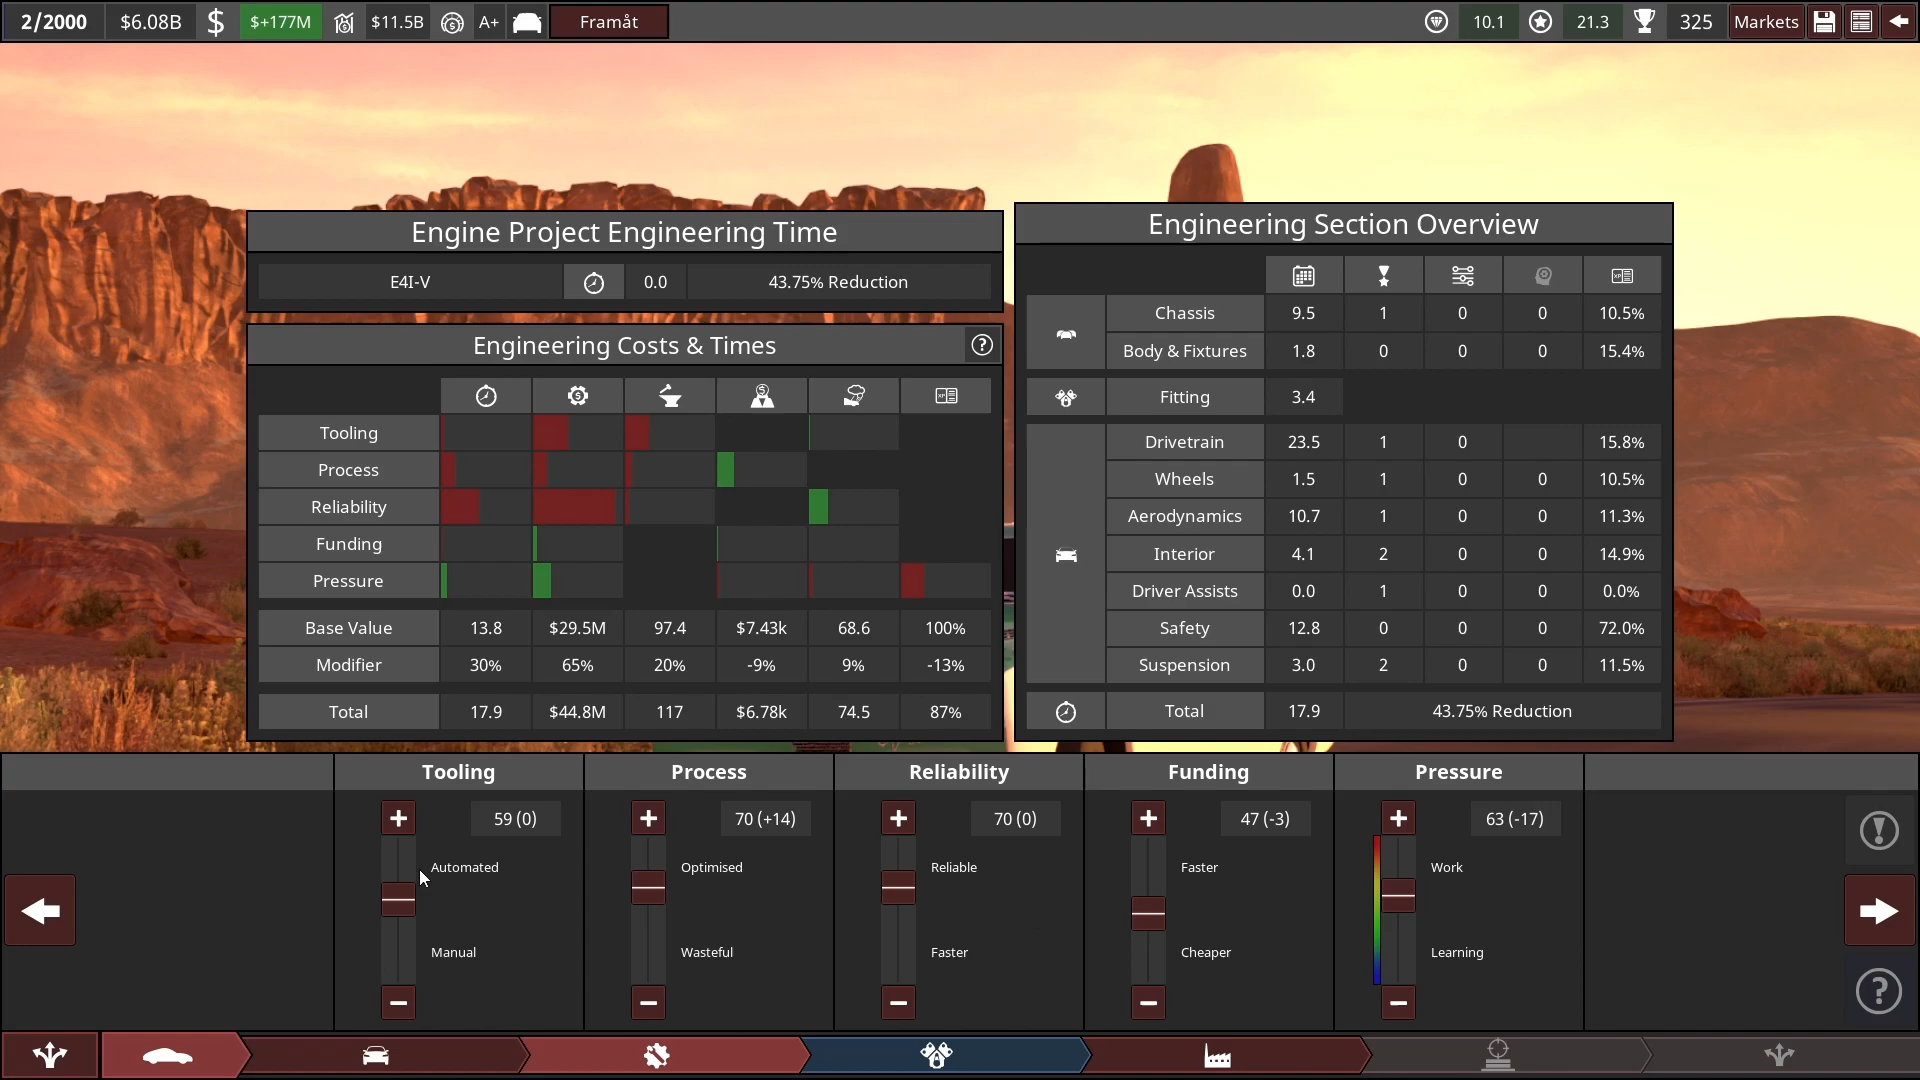 2/2000 $6.08B $+177M $11.5B A+ Framåt 10.1 21.3 325 Markets
Engine Project Engineering Time
E4I-V 0.0 43.75% Reduction
Engineering Costs & Times
Tooling
Process
Reliability
Funding
Pressure
Base Value 13.8 $29.5M 97.4 $7.43k 68.6 100%
Modifier 30% 65% 20% -9% 9% -13%
Total 17.9 $44.8M 117 $6.78k 74.5 87%
Engineering Section Overview
Chassis 9.5 1 0 0 10.5%
Body & Fixtures 1.8 0 0 0 15.4%
Fitting 3.4
Drivetrain 23.5 1 0 15.8%
Wheels 1.5 1 0 0 10.5%
Aerodynamics 10.7 1 0 0 11.3%
Interior 4.1 2 0 0 14.9%
Driver Assists 0.0 1 0 0 0.0%
Safety 12.8 0 0 0 72.0%
Suspension 3.0 2 0 0 11.5%
Total 17.9 43.75% Reduction
Tooling Process Reliability Funding Pressure
59 (0) 70 (+14) 70 (0) 47 (-3) 63 (-17)
Automated Optimised Reliable Faster Work
Manual Wasteful Faster Cheaper Learning